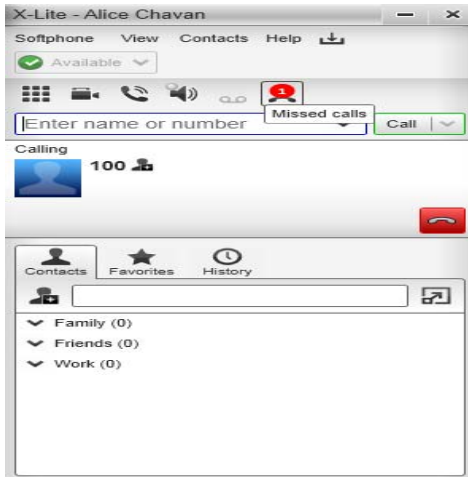 X-Lite - Alice Chavan
Softphone View Contacts Help
Available
1
Missed calls
Enter name or number Call
Calling
100
Contacts Favorites History
Family (0)
Friends (0)
Work (0)